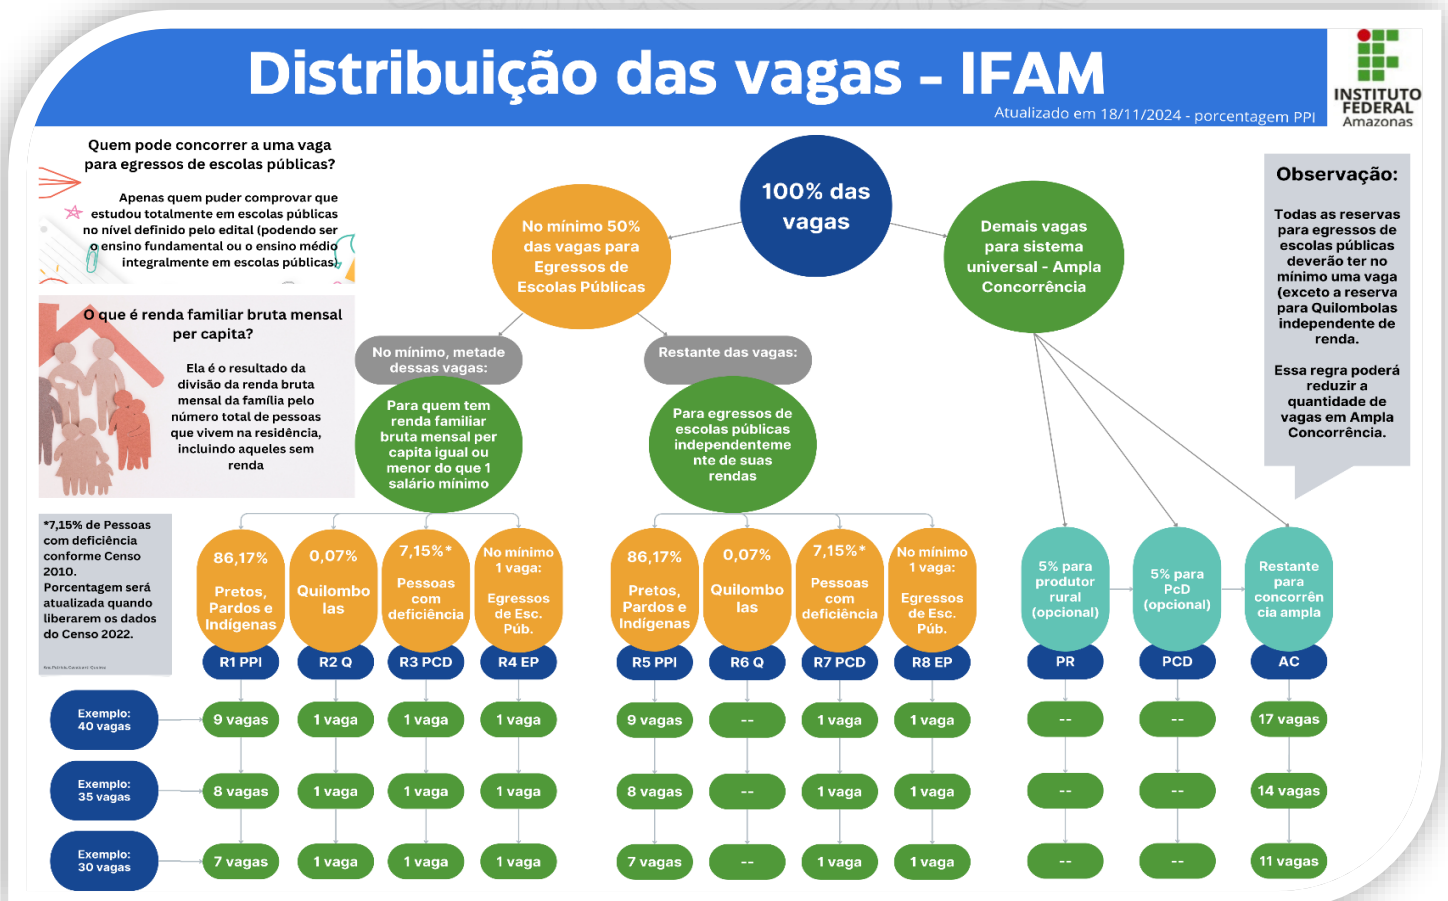 Distribuição das vagas - IFAM
Atualizado em 18/11/2024 - porcentagem PPI
INSTITUTO
FEDERAL
Amazonas
Quem pode concorrer a uma vaga
para egressos de escolas públicas?
Apenas quem puder comprovar que
estudou totalmente em escolas públicas
no nível definido pelo edital (podendo ser
o ensino fundamental ou o ensino médio
integralmente em escolas públicas)
O que é renda familiar bruta mensal
per capita?
Ela é o resultado da
divisão da renda bruta
mensal da família pelo
número total de pessoas
que vivem na residência,
incluindo aqueles sem
renda
*7,15% de Pessoas
com deficiência
conforme Censo
2010.
Porcentagem será
atualizada quando
liberarem os dados
do Censo 2022.
100% das
vagas
No mínimo 50%
das vagas para
Egressos de
Escolas Públicas
Demais vagas
para sistema
universal - Ampla
Concorrência
Observação:
Todas as reservas
para egressos de
escolas públicas
deverão ter no
mínimo uma vaga
(exceto a reserva
para Quilombolas
independente de
renda.
Essa regra poderá
reduzir a
quantidade de
vagas em Ampla
Concorrência.
No mínimo, metade
dessas vagas:
Para quem tem
renda familiar
bruta mensal per
capita igual ou
menor do que 1
salário mínimo
Restante das vagas:
Para egressos de
escolas públicas
independenteme
nte de suas
rendas
86,17%
Pretos,
Pardos e
Indígenas
R1 PPI
0,07%
Quilombo
las
R2 Q
7,15%*
Pessoas
com
deficiência
R3 PCD
No mínimo
1 vaga:
Egressos
de Esc.
Púb.
R4 EP
86,17%
Pretos,
Pardos e
Indígenas
R5 PPI
0,07%
Quilombo
las
R6 Q
7,15%*
Pessoas
com
deficiência
R7 PCD
No mínimo
1 vaga:
Egressos
de Esc.
Púb.
R8 EP
5% para
produtor
rural
(opcional)
PR
5% para
PcD
(opcional)
PCD
Restante
para
concorrên
cia ampla
AC
Exemplo:
40 vagas
9 vagas
1 vaga
1 vaga
1 vaga
9 vagas
--
1 vaga
1 vaga
--
--
17 vagas
Exemplo:
35 vagas
8 vagas
1 vaga
1 vaga
1 vaga
8 vagas
--
1 vaga
1 vaga
--
--
14 vagas
Exemplo:
30 vagas
7 vagas
1 vaga
1 vaga
1 vaga
7 vagas
--
1 vaga
1 vaga
--
--
11 vagas